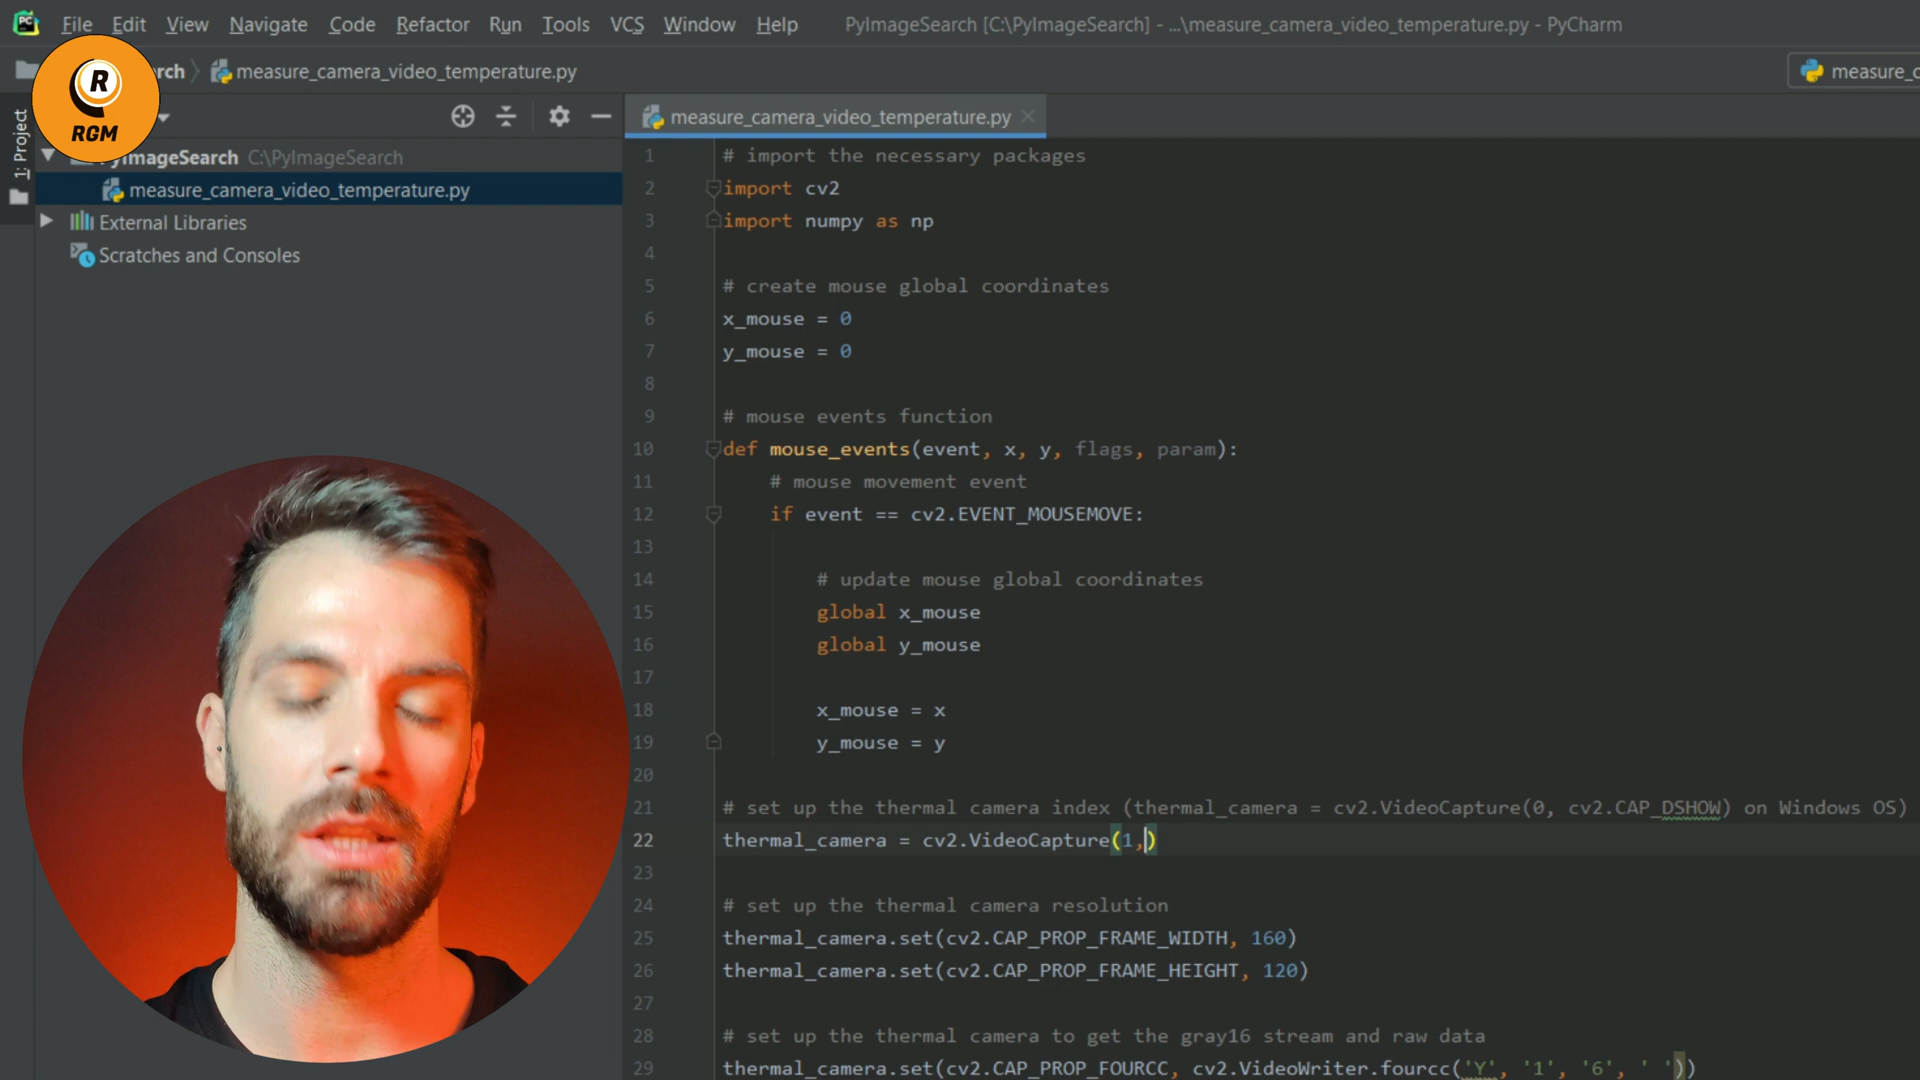 File Edit View Navigate Code Refactor Run Tools VCS Window Help PyImageSearch [C:\PyImageSearch] - ...\measure_camera_video_temperature.py - PyCharm
rch measure_camera_video_temperature.py measure_c
R
RGM
1: Project
measure_camera_video_temperature.py
PyImageSearch C:\PyImageSearch
measure_camera_video_temperature.py
External Libraries
Scratches and Consoles
1 # import the necessary packages
2 import cv2
3 import numpy as np
4
5 # create mouse global coordinates
6 x_mouse = 0
7 y_mouse = 0
8
9 # mouse events function
10 def mouse_events(event, x, y, flags, param):
11 # mouse movement event
12 if event == cv2.EVENT_MOUSEMOVE:
13
14 # update mouse global coordinates
15 global x_mouse
16 global y_mouse
17
18 x_mouse = x
19 y_mouse = y
20
21 # set up the thermal camera index (thermal_camera = cv2.VideoCapture(0, cv2.CAP_DSHOW) on Windows OS)
22 thermal_camera = cv2.VideoCapture(1,)
23
24 # set up the thermal camera resolution
25 thermal_camera.set(cv2.CAP_PROP_FRAME_WIDTH, 160)
26 thermal_camera.set(cv2.CAP_PROP_FRAME_HEIGHT, 120)
27
28 # set up the thermal camera to get the gray16 stream and raw data
29 thermal_camera.set(cv2.CAP_PROP_FOURCC, cv2.VideoWriter.fourcc('Y', '1', '6', ' '))